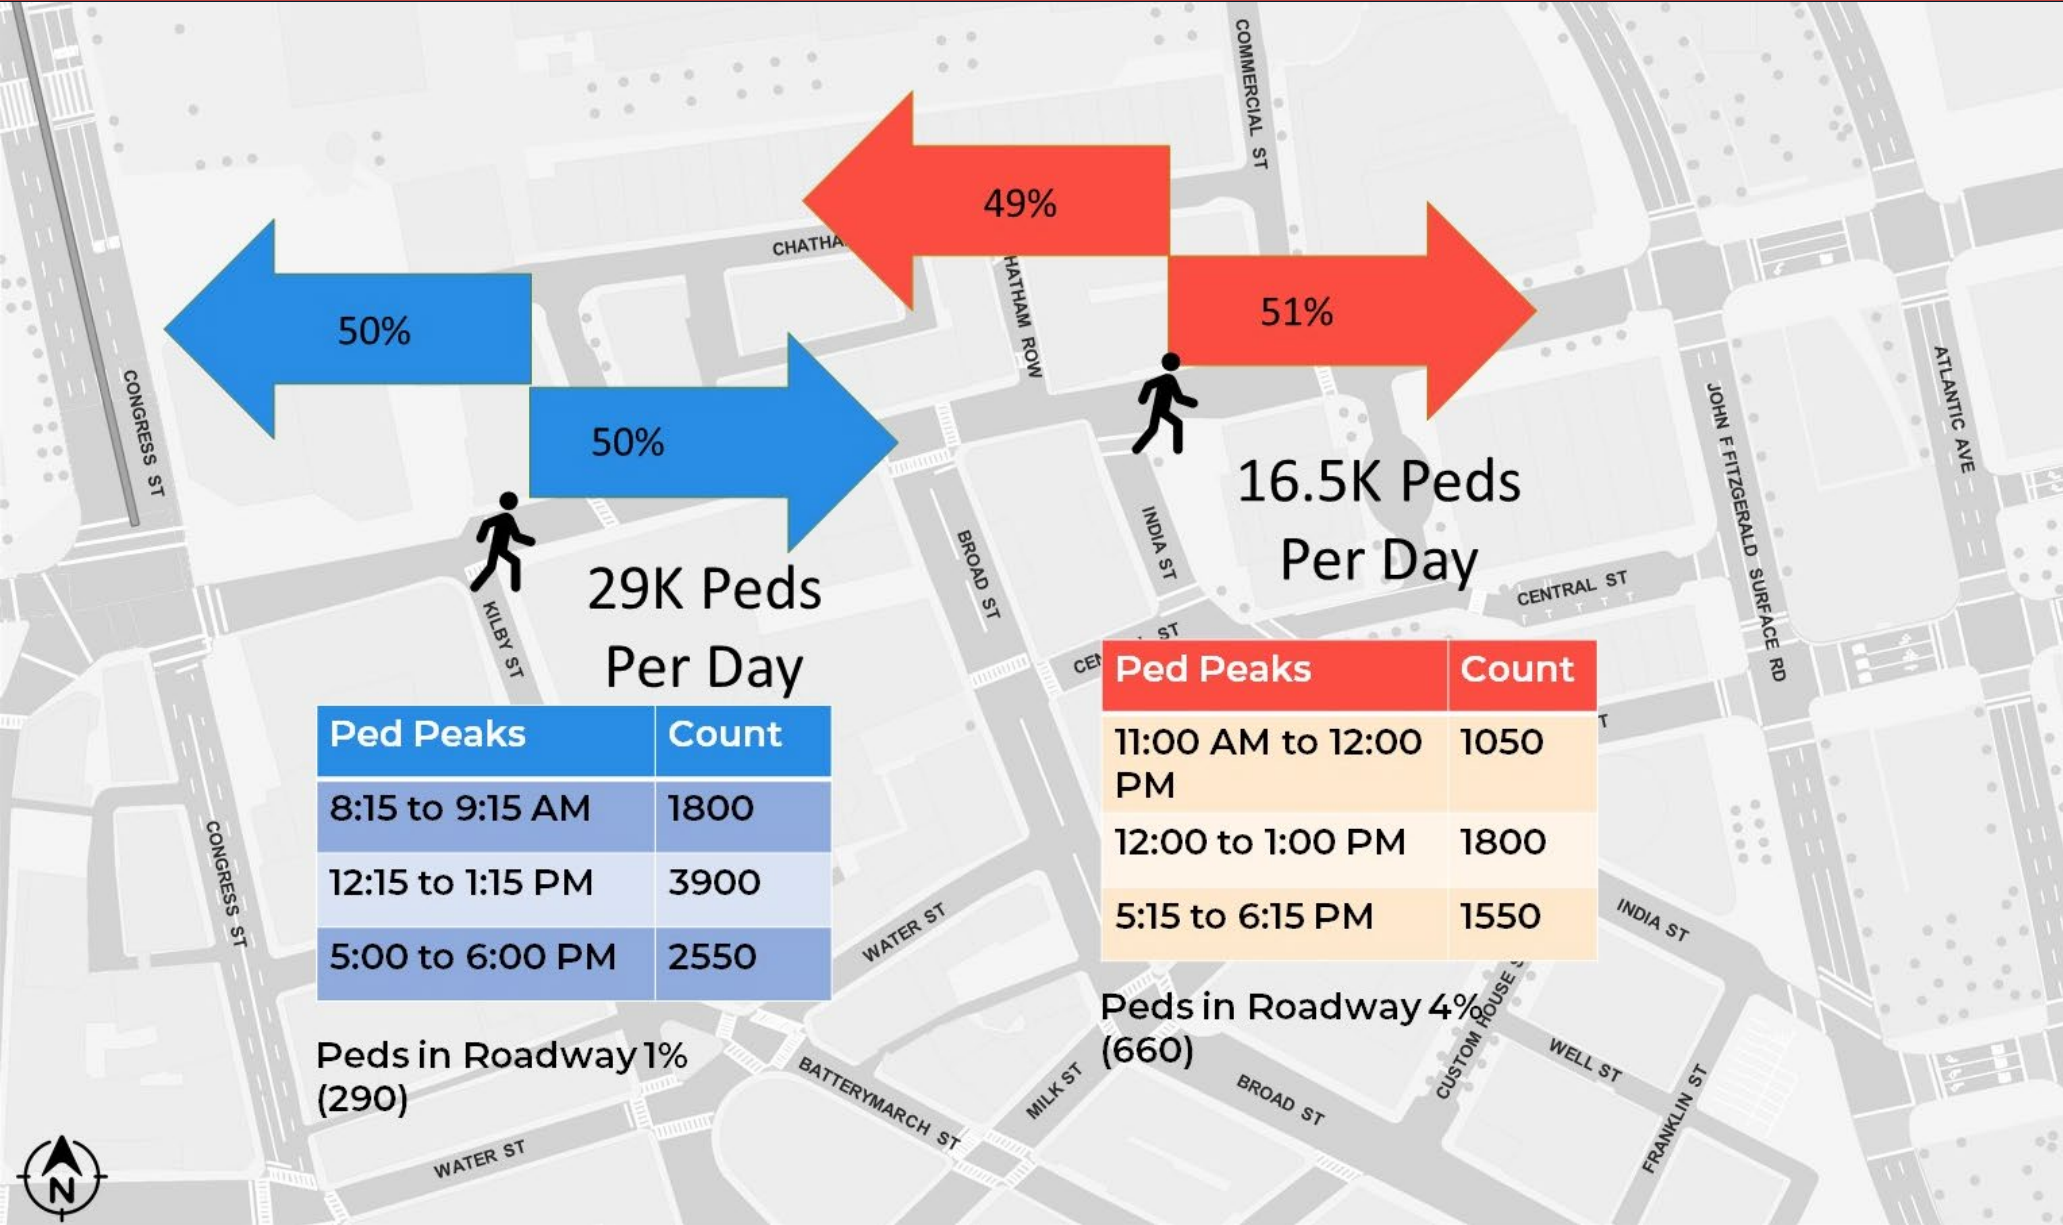 COMMERCIAL ST
49%
CHATHA
50%
HATHAM ROW
51%
CONGRESS ST
50%
ATLANTIC AVE
JOHN F FITZGERALD SURFACE RD
16.5K Peds
Per Day
INDIA ST
BROAD ST
29K Peds
Per Day
KILBY ST
CENTRAL ST
ST
CEN
Ped Peaks Count
11:00 AM to 12:00 1050
PM
12:00 to 1:00 PM 1800
5:15 to 6:15 PM 1550
Peds in Roadway 4%
(660)
T
Ped Peaks Count
8:15 to 9:15 AM 1800
12:15 to 1:15 PM 3900
5:00 to 6:00 PM 2550
Peds in Roadway 1%
(290)
CONGRESS ST
WATER ST
INDIA ST
CUSTOM HOUSE S
WELL ST
BATTERYMARCH ST
MILK ST
BROAD ST
FRANKLIN ST
WATER ST
N